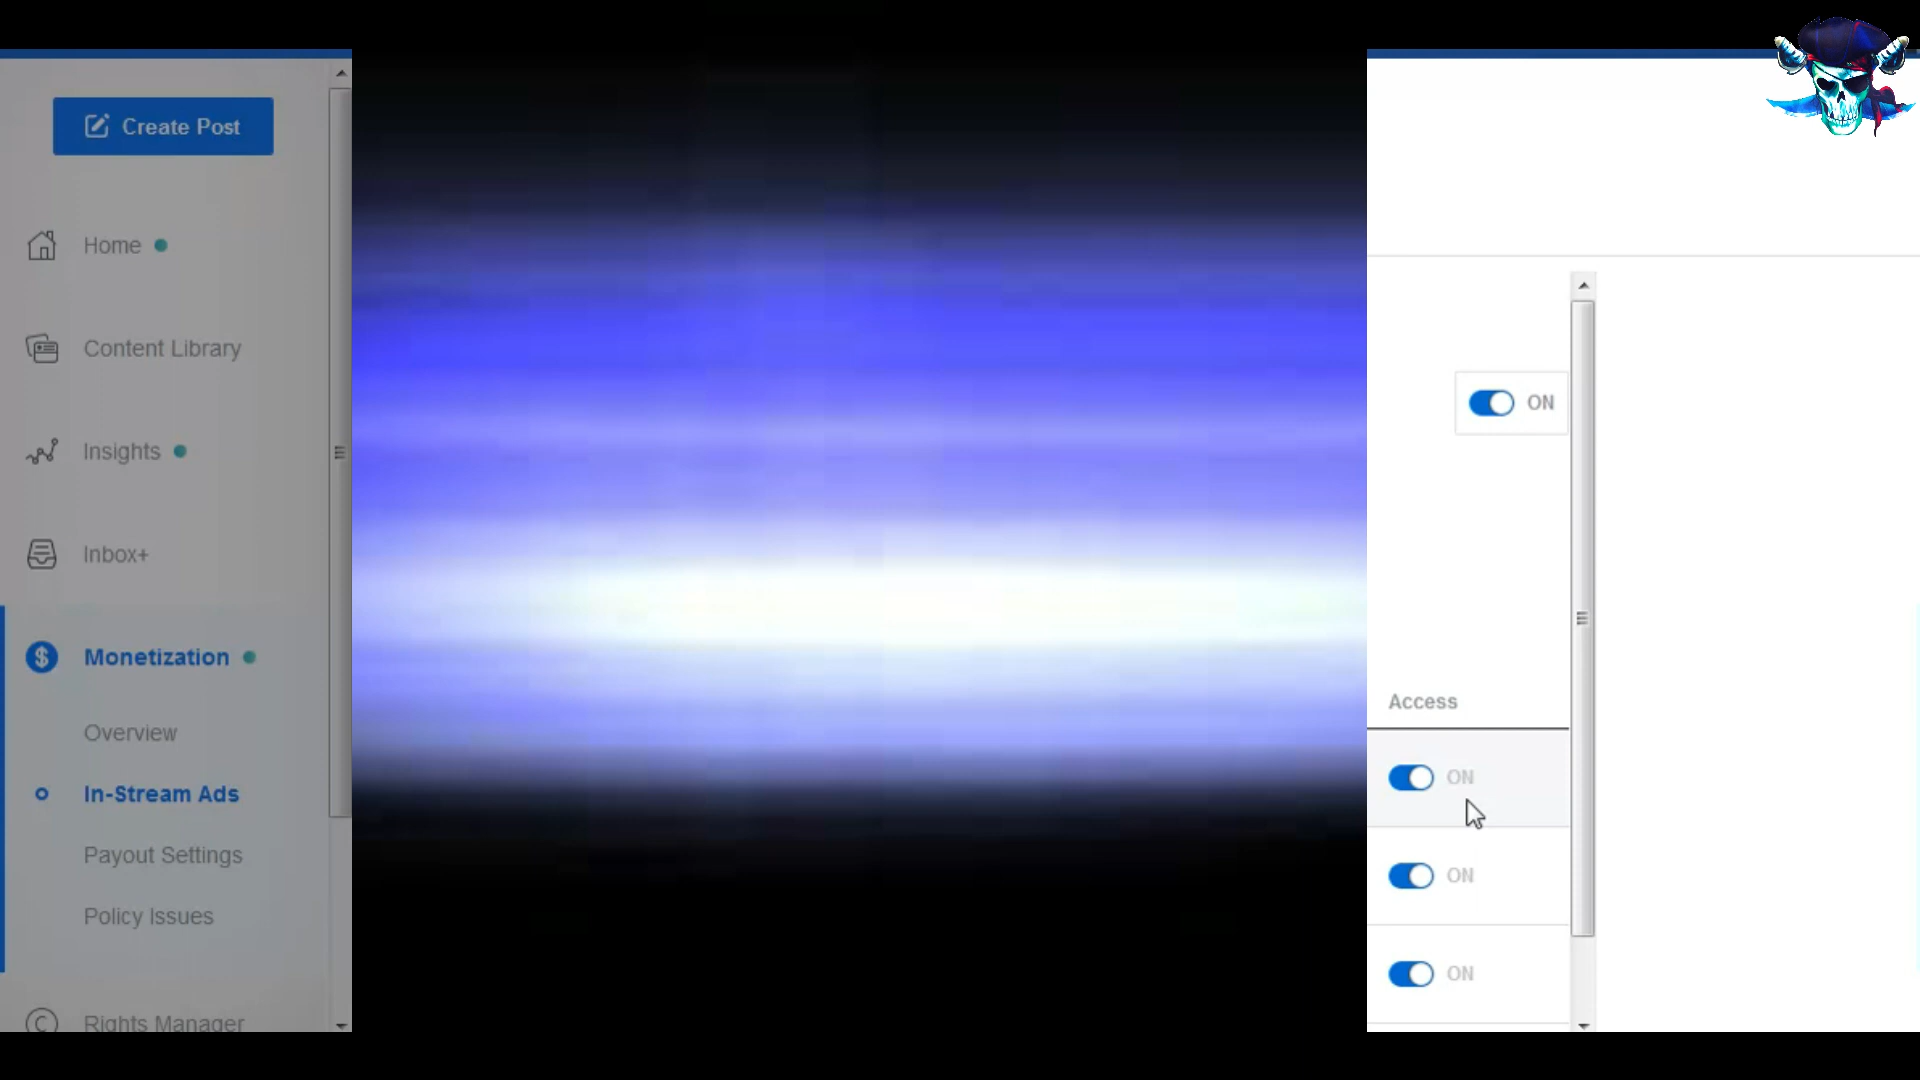 Create Post
Home
Content Library
Insights
Inbox+
Monetization
Overview
In-Stream Ads
Payout Settings
Policy Issues
Rights Manager
ON
Access
ON
ON
ON